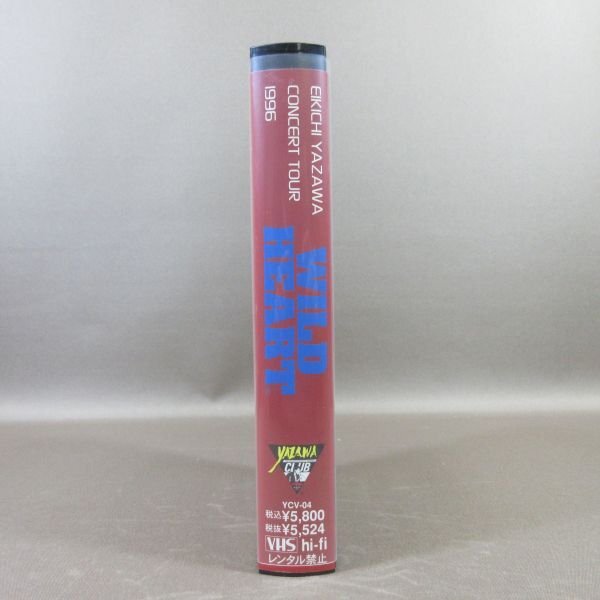 EIKICHI YAZAWA
CONCERT TOUR
1996
WILD
HEART
YAZAWA
CLUB
YCV-04
税込¥5,800
税抜¥5,524
VHS hi-fi
レンタル禁止